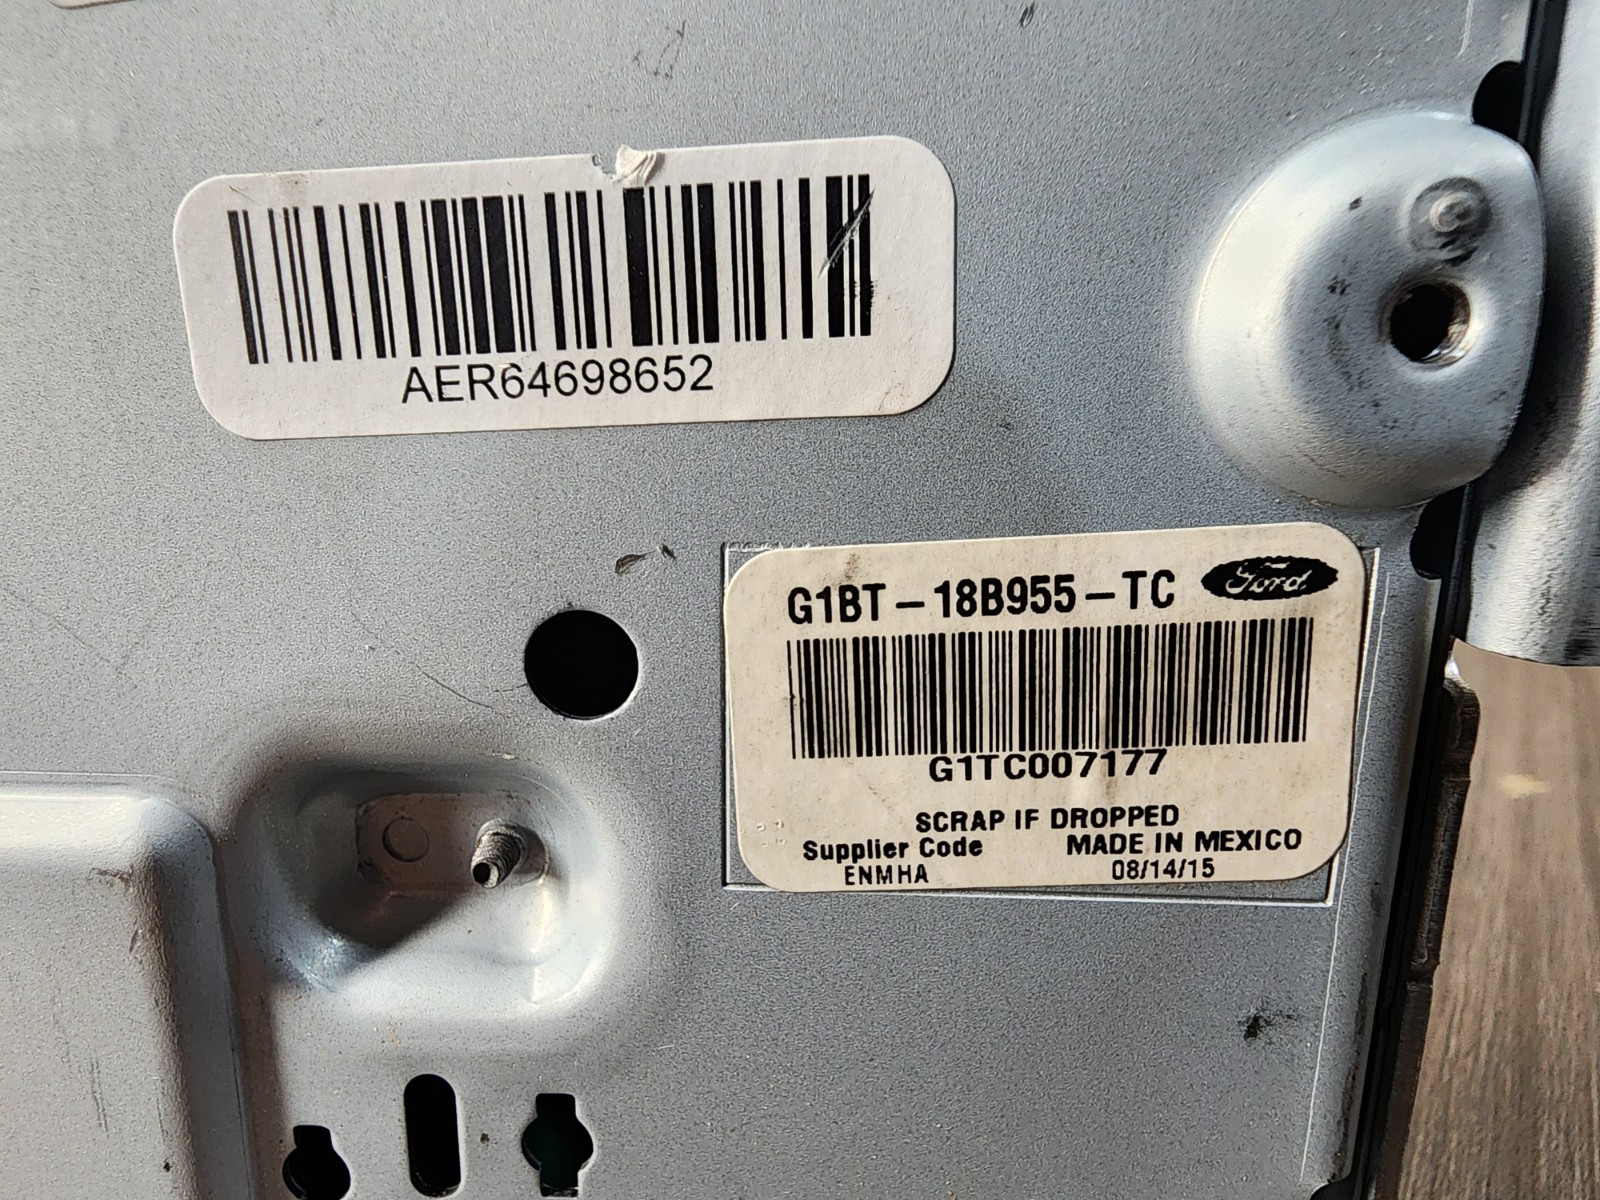 AER64698652
G1BT-18B955-TC Ford
G1TC007177
SCRAP IF DROPPED
Supplier Code MADE IN MEXICO
ENMHA 08/14/15